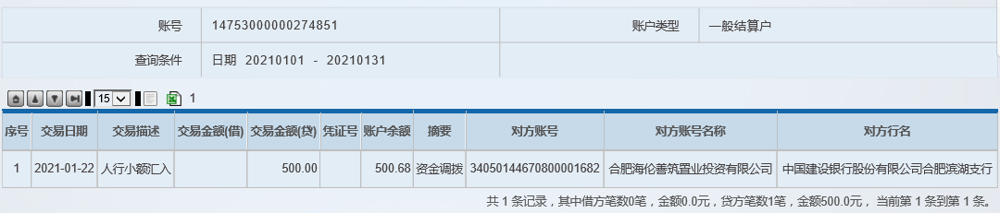 账号 14753000000274851 账户类型 一般结算户
查询条件 日期 20210101 - 20210131
15 1
序号 交易日期 交易描述 交易金额(借) 交易金额(贷) 凭证号 账户余额 摘要 对方账号 对方账号名称 对方行名
1 2021-01-22 人行小额汇入 500.00 500.68 资金调拨 34050144670800001682 合肥海伦善筑置业投资有限公司 中国建设银行股份有限公司合肥滨湖支行
共 1 条记录，其中借方笔数0笔，金额0.0元，贷方笔数1笔，金额500.0元， 当前第 1 条到第 1 条。